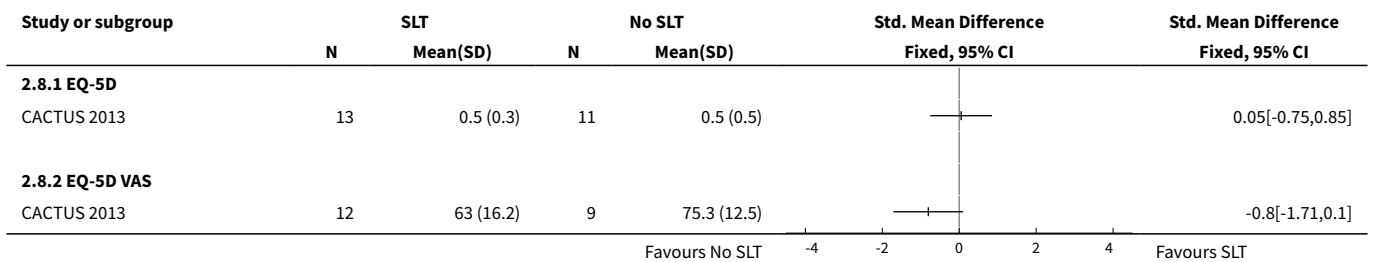 Study or subgroup SLT No SLT Std. Mean Difference Std. Mean Difference
N Mean(SD) N Mean(SD) Fixed, 95% CI Fixed, 95% CI
2.8.1 EQ-5D
CACTUS 2013 13 0.5 (0.3) 11 0.5 (0.5) 0.05[-0.75,0.85]
2.8.2 EQ-5D VAS
CACTUS 2013 12 63 (16.2) 9 75.3 (12.5) -0.8[-1.71,0.1]
Favours No SLT -4 -2 0 2 4 Favours SLT